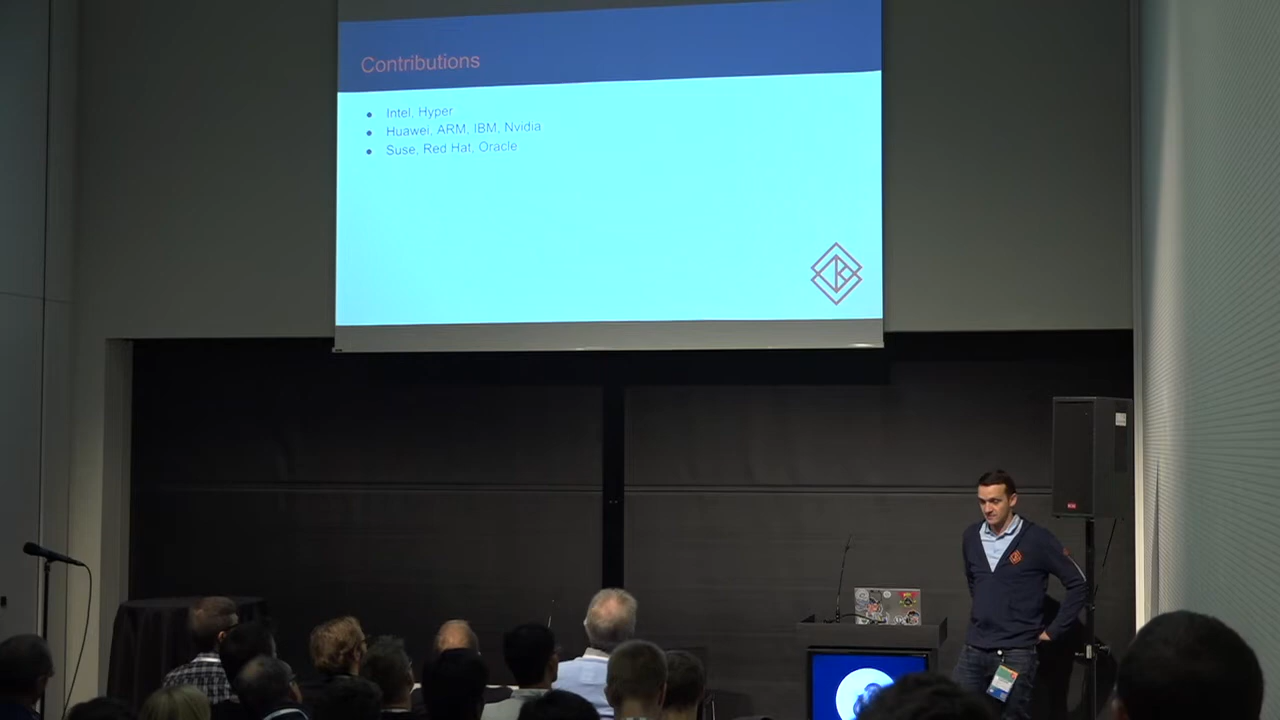 Contributions
Intel, Hyper
Huawei, ARM, IBM, Nvidia
Suse, Red Hat, Oracle